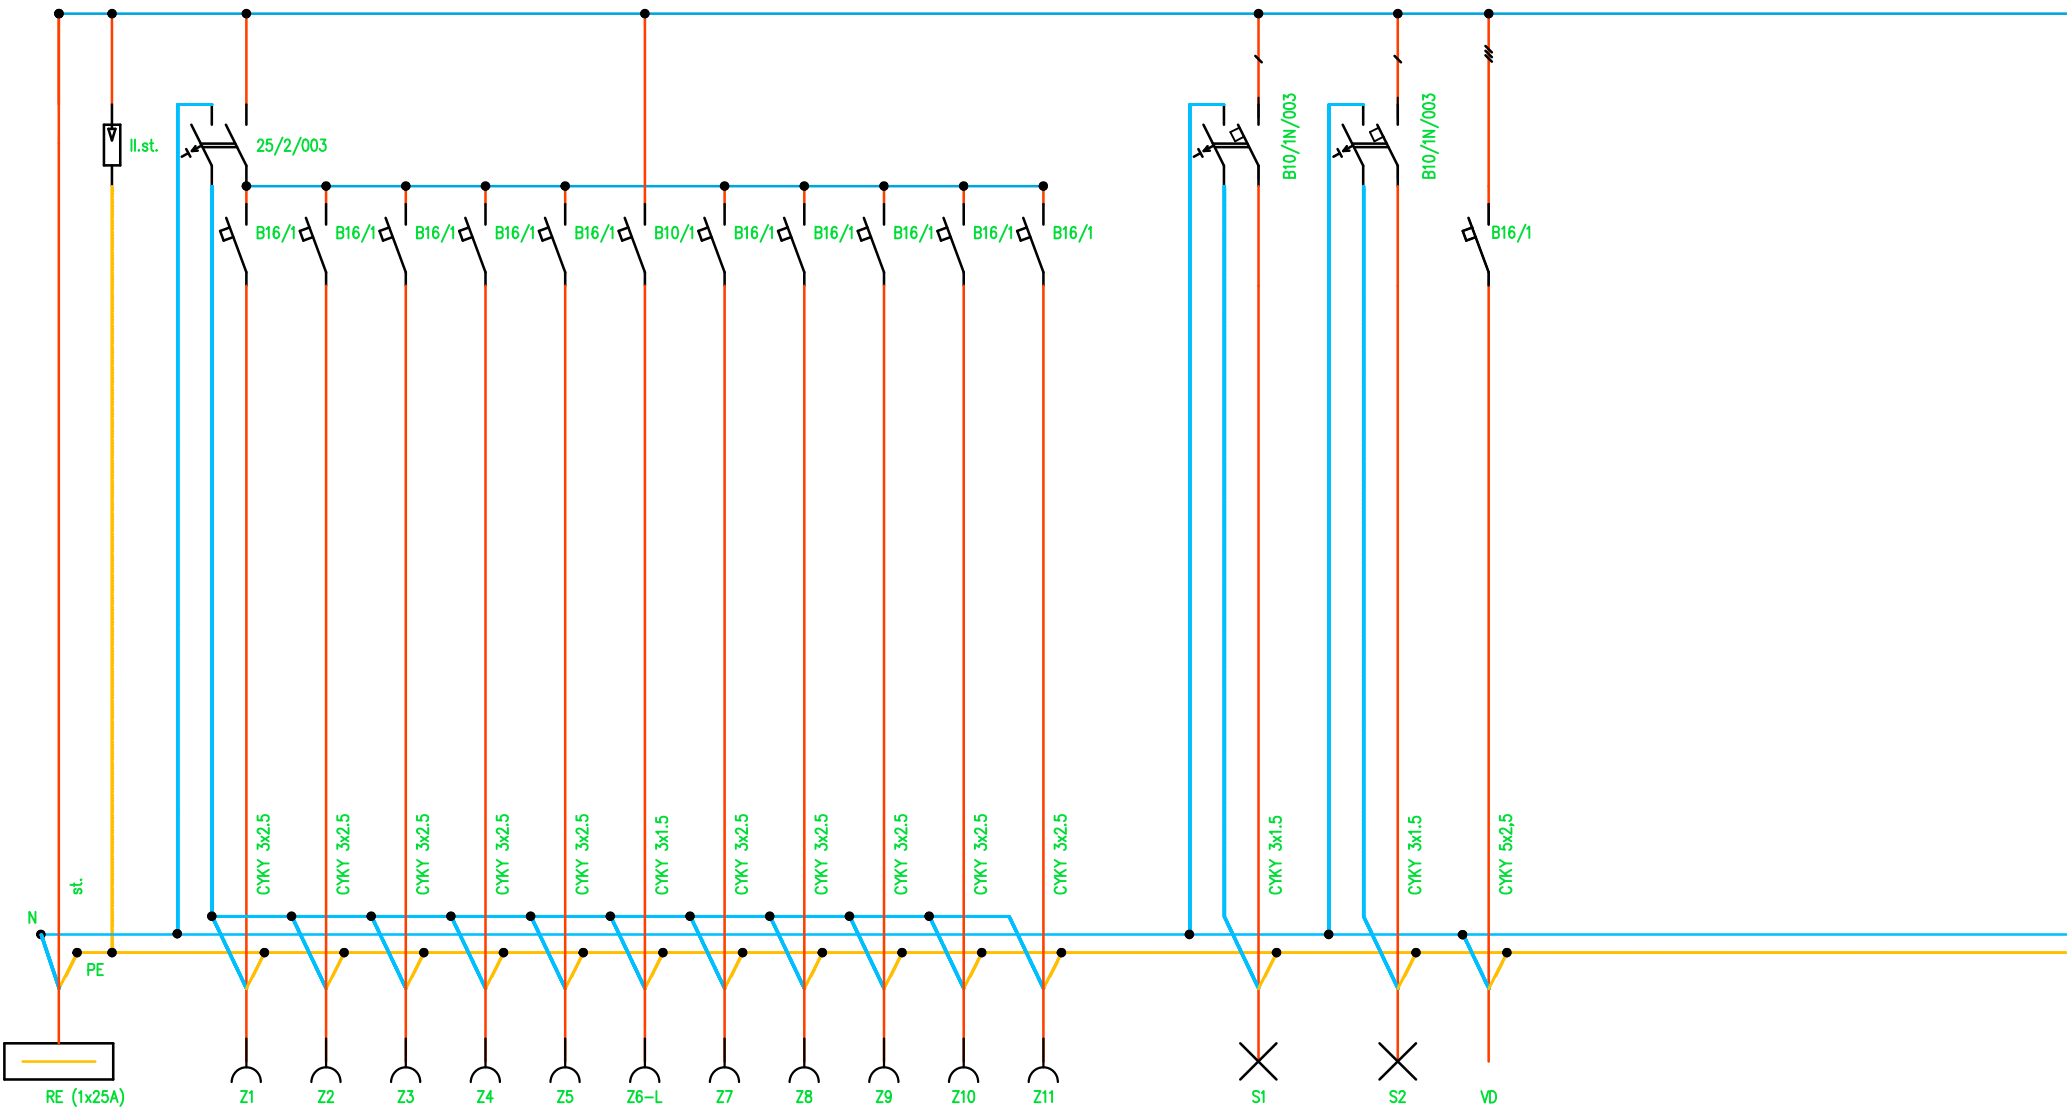 II.st.
25/2/003
B10/1N/003
B10/1N/003
B16/1
B16/1
B16/1
B16/1
B16/1
B10/1
B16/1
B16/1
B16/1
B16/1
B16/1
B16/1
st.
CYKY 3x2.5
CYKY 3x2.5
CYKY 3x2.5
CYKY 3x2.5
CYKY 3x2.5
CYKY 3x1.5
CYKY 3x2.5
CYKY 3x2.5
CYKY 3x2.5
CYKY 3x2.5
CYKY 3x2.5
CYKY 3x1.5
CYKY 3x1.5
CYKY 5x2,5
N
PE
RE (1x25A)
Z1
Z2
Z3
Z4
Z5
Z6-L
Z7
Z8
Z9
Z10
Z11
S1
S2
VD